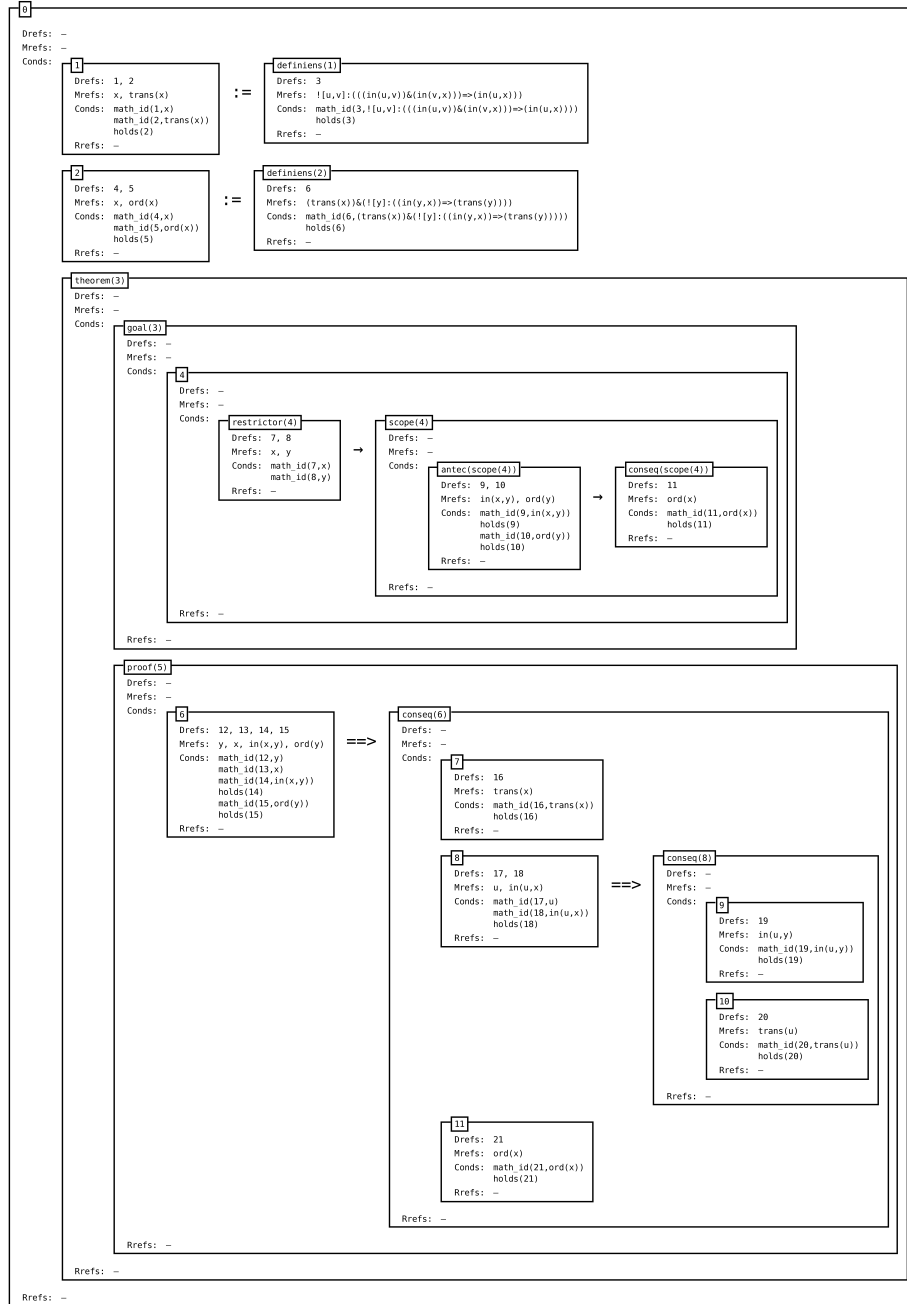 0
Drefs: –
Mrefs: –
Conds:
1 := definiens(1)
Drefs: 1, 2
Mrefs: x, trans(x)
Conds: math_id(1,x)
math_id(2,trans(x))
holds(2)
Rrefs: –
Drefs: 3
Mrefs: ![u,v]:(((in(u,v))&(in(v,x)))=>(in(u,x)))
Conds: math_id(3,![u,v]:(((in(u,v))&(in(v,x)))=>(in(u,x))))
holds(3)
Rrefs: –
2 := definiens(2)
Drefs: 4, 5
Mrefs: x, ord(x)
Conds: math_id(4,x)
math_id(5,ord(x))
holds(5)
Rrefs: –
Drefs: 6
Mrefs: (trans(x))&(![y]:((in(y,x))=>(trans(y))))
Conds: math_id(6,(trans(x))&(![y]:((in(y,x))=>(trans(y)))))
holds(6)
Rrefs: –
theorem(3)
Drefs: –
Mrefs: –
Conds:
goal(3)
Drefs: –
Mrefs: –
Conds:
4
Drefs: –
Mrefs: –
Conds:
restrictor(4) →
Drefs: 7, 8
Mrefs: x, y
Conds: math_id(7,x)
math_id(8,y)
Rrefs: –
scope(4)
Drefs: –
Mrefs: –
Conds:
antec(scope(4)) →
Drefs: 9, 10
Mrefs: in(x,y), ord(y)
Conds: math_id(9,in(x,y))
holds(9)
math_id(10,ord(y))
holds(10)
Rrefs: –
conseq(scope(4))
Drefs: 11
Mrefs: ord(x)
Conds: math_id(11,ord(x))
holds(11)
Rrefs: –
Rrefs: –
Rrefs: –
Rrefs: –
proof(5)
Drefs: –
Mrefs: –
Conds:
6 ==>
Drefs: 12, 13, 14, 15
Mrefs: y, x, in(x,y), ord(y)
Conds: math_id(12,y)
math_id(13,x)
math_id(14,in(x,y))
holds(14)
math_id(15,ord(y))
holds(15)
Rrefs: –
conseq(6)
Drefs: –
Mrefs: –
Conds:
7
Drefs: 16
Mrefs: trans(x)
Conds: math_id(16,trans(x))
holds(16)
Rrefs: –
8 ==>
Drefs: 17, 18
Mrefs: u, in(u,x)
Conds: math_id(17,u)
math_id(18,in(u,x))
holds(18)
Rrefs: –
conseq(8)
Drefs: –
Mrefs: –
Conds:
9
Drefs: 19
Mrefs: in(u,y)
Conds: math_id(19,in(u,y))
holds(19)
Rrefs: –
10
Drefs: 20
Mrefs: trans(u)
Conds: math_id(20,trans(u))
holds(20)
Rrefs: –
Rrefs: –
11
Drefs: 21
Mrefs: ord(x)
Conds: math_id(21,ord(x))
holds(21)
Rrefs: –
Rrefs: –
Rrefs: –
Rrefs: –
Rrefs: –